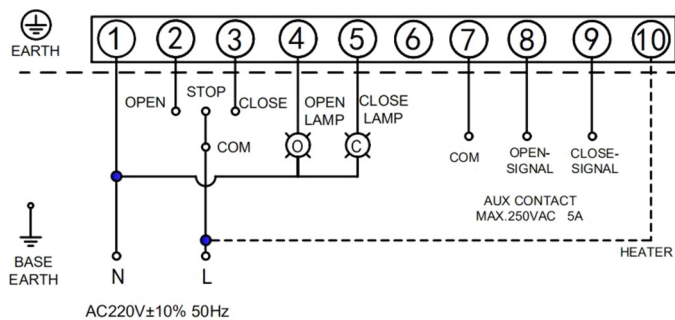 1 2 3 4 5 6 7 8 9 10
EARTH
STOP
OPEN
CLOSE
OPEN
LAMP
CLOSE
LAMP
COM
O
C
COM
OPEN-
SIGNAL
CLOSE-
SIGNAL
AUX CONTACT
MAX.250VAC 5A
HEATER
BASE
EARTH
N
L
AC220V±10% 50Hz